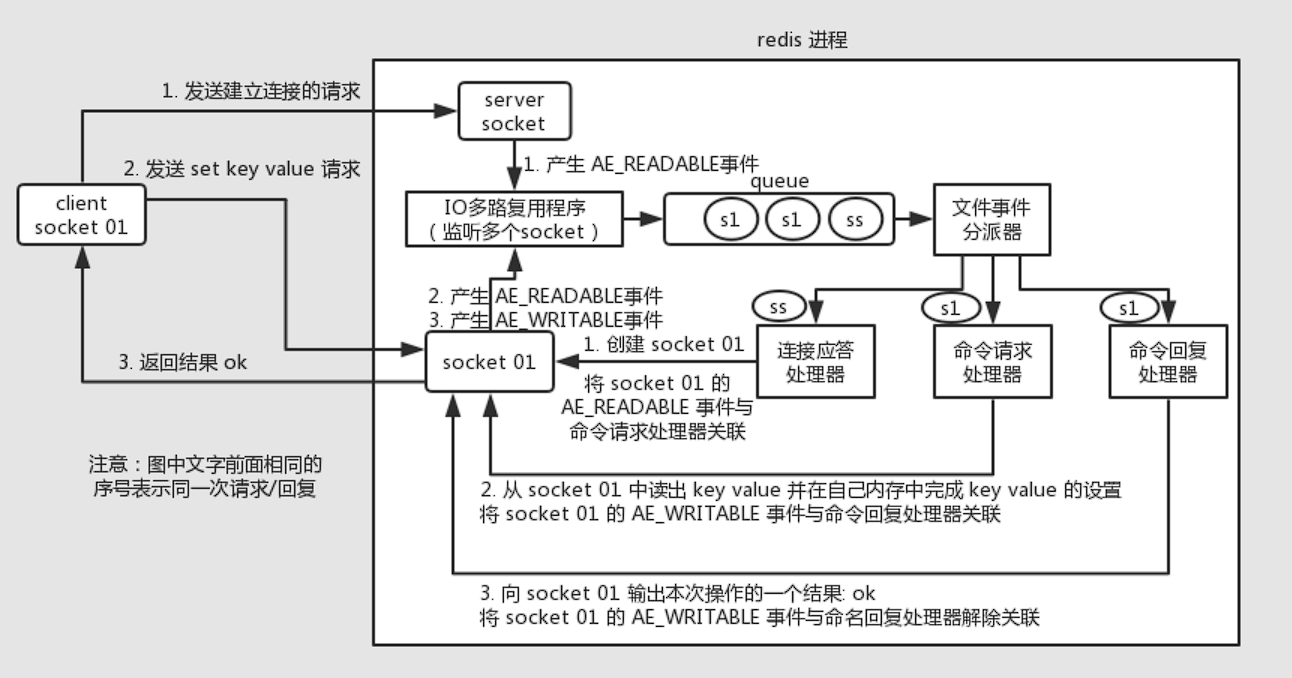 redis 进程
1. 发送建立连接的请求
server
socket
2. 发送 set key value 请求
1. 产生 AE_READABLE事件
queue
client
socket 01
IO多路复用程序
（监听多个socket）
s1
s1
ss
文件事件
分派器
2. 产生 AE_READABLE事件
3. 产生 AE_WRITABLE事件
ss
s1
s1
3. 返回结果 ok
socket 01
1. 创建 socket 01
连接应答
处理器
命令请求
处理器
命令回复
处理器
将 socket 01 的
AE_READABLE 事件与
命令请求处理器关联
注意：图中文字前面相同的
序号表示同一次请求/回复
2. 从 socket 01 中读出 key value 并在自己内存中完成 key value 的设置
将 socket 01 的 AE_WRITABLE 事件与命令回复处理器关联
3. 向 socket 01 输出本次操作的一个结果: ok
将 socket 01 的 AE_WRITABLE 事件与命名回复处理器解除关联